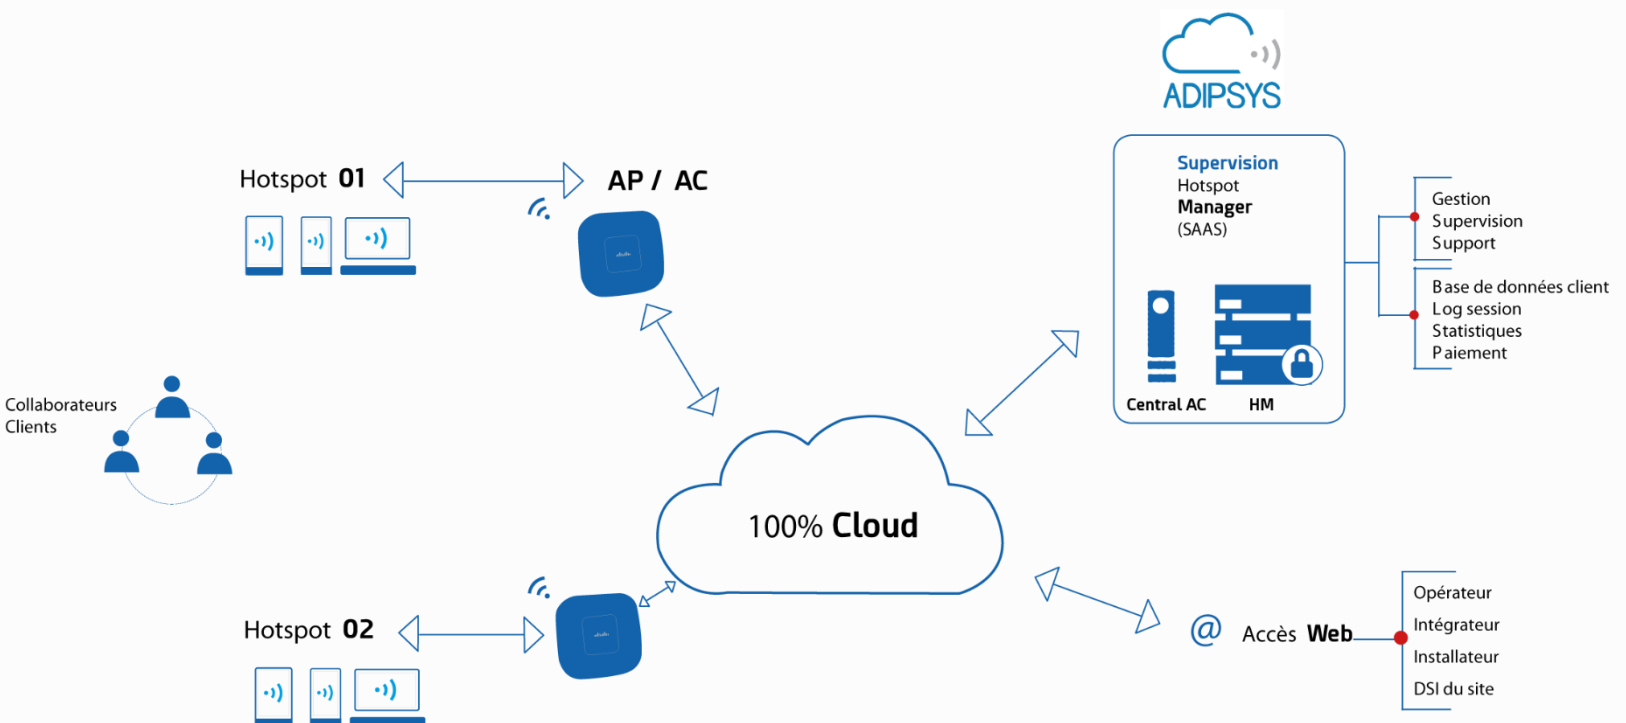 ADIPSYS
Supervision
Hotspot
Manager
(SAAS)
Central AC
HM
Gestion
Supervision
Support
Base de données client
Log session
Statistiques
Paiement
Hotspot 01
AP / AC
Collaborateurs
Clients
100% Cloud
Hotspot 02
@ Accès Web
Opérateur
Intégrateur
Installateur
DSI du site